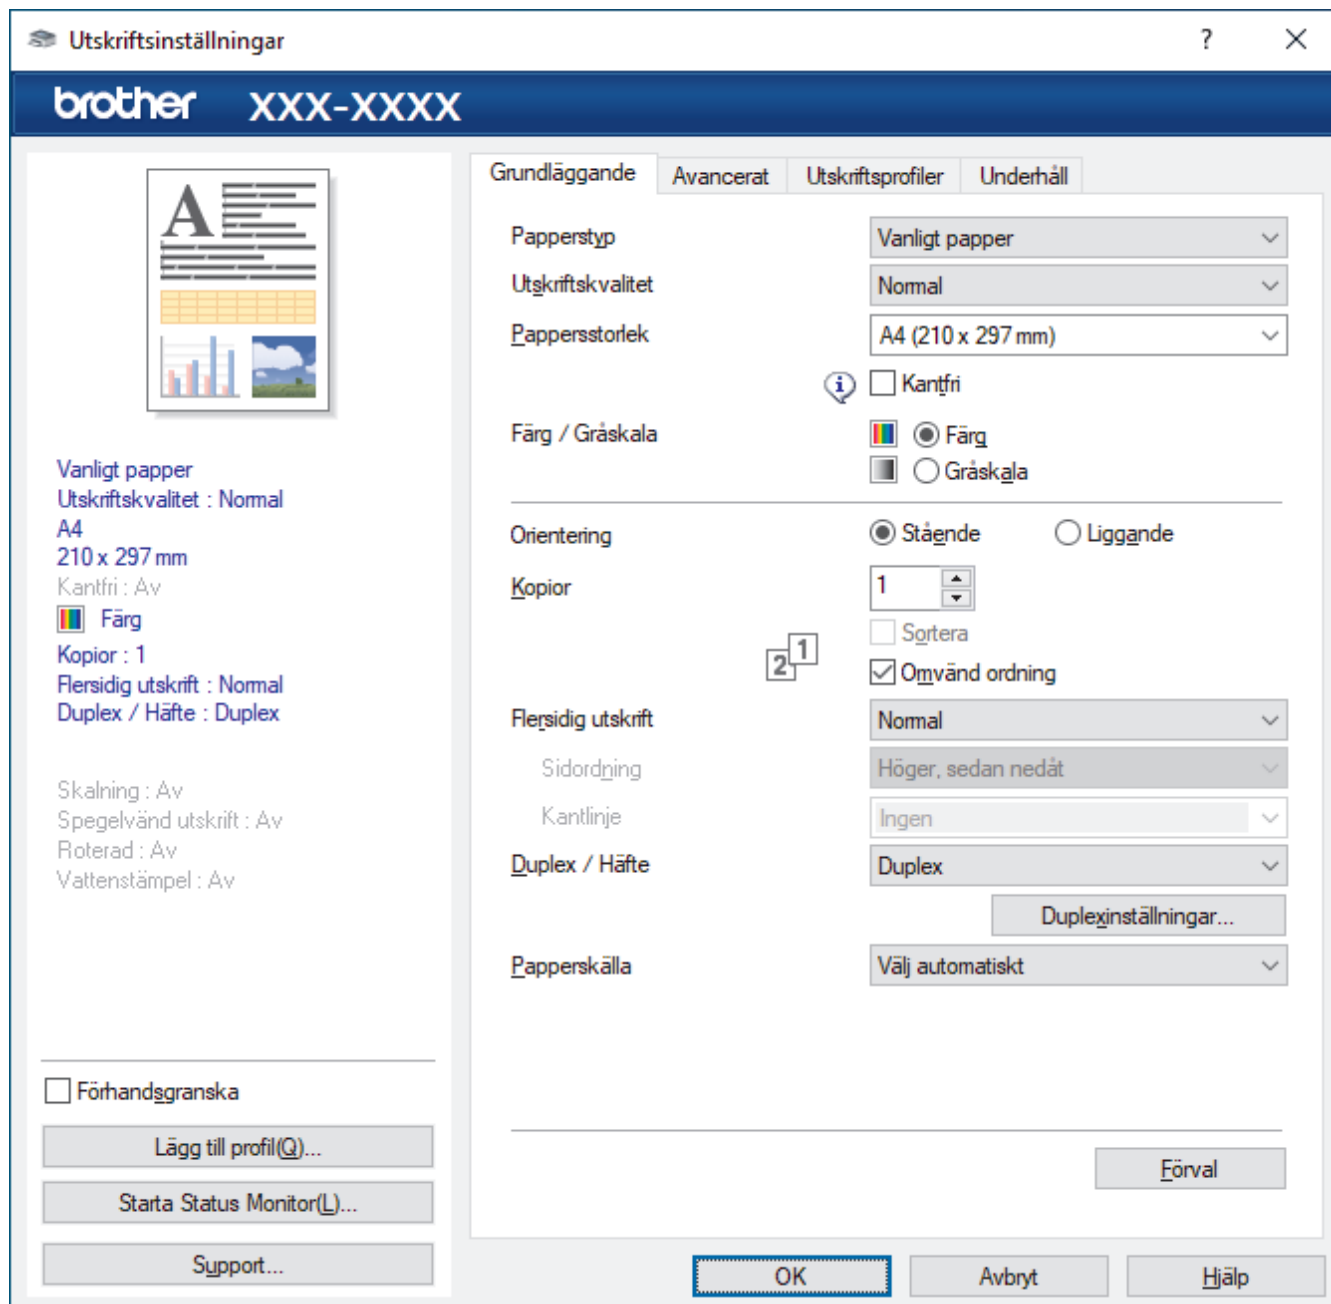 Utskriftsinställningar
?
brother XXX-XXXX
A
Vanligt papper
Utskriftskvalitet : Normal
A4
210 x 297 mm
Kantfri : Av
Färg
Kopior : 1
Flersidig utskrift : Normal
Duplex / Häfte : Duplex
Skalning : Av
Spegelvänd utskrift : Av
Roterad : Av
Vattenstämpel : Av
Förhandsgranska
Lägg till profil(Q)...
Starta Status Monitor(L)...
Support...
Grundläggande Avancerat Utskriftsprofiler Underhåll
Papperstyp Vanligt papper
Utskriftskvalitet Normal
Pappersstorlek A4 (210 x 297 mm)
i Kantfri
Färg / Gråskala Färg
Gråskala
Orientering Stående Liggande
Kopior 1
Sortera
2 1 Omvänd ordning
Flersidig utskrift Normal
Sidordning Höger, sedan nedåt
Kantlinje Ingen
Duplex / Häfte Duplex
Duplexinställningar...
Papperskälla Välj automatiskt
Förval
OK Avbryt Hjälp